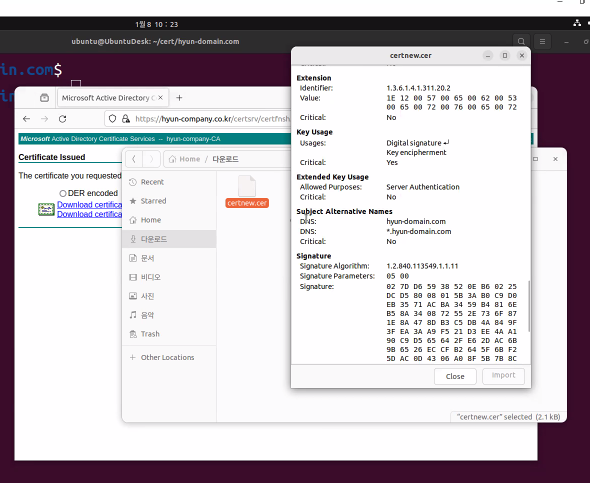 1월 8 10 : 23
ubuntu@UbuntuDesk: ~/cert/hyun-domain.com
in.com$
in
Microsoft Active Directory C
https://hyun-company.co.kr/certsrv/certfnsh.
Microsoft Active Directory Certificate Services -- hyun-company-CA
Certificate Issued
The certificate you requested
DER encoded
Download certifica
Download certifica
Home / 다운로드
Recent
Starred
Home
다운로드
문서
비디오
사진
음악
Trash
+ Other Locations
certnew.cer
"certnew.cer" selected (2.1 kB)
certnew.cer
Extension
Identifier: 1.3.6.1.4.1.311.20.2
Value: 1E 12 00 57 00 65 00 62 00 53
00 65 00 72 00 76 00 65 00 72
Critical: No
Key Usage
Usages: Digital signature ↵
Key encipherment
Critical: Yes
Extended Key Usage
Allowed Purposes: Server Authentication
Critical: No
Subject Alternative Names
DNS: hyun-domain.com
DNS: *.hyun-domain.com
Critical: No
Signature
Signature Algorithm: 1.2.840.113549.1.1.11
Signature Parameters: 05 00
Signature: 02 7D D6 59 38 52 0E B6 02 25
DC D5 80 08 01 5B 3A B0 C9 D0
EB 35 71 AC BA 34 59 B4 81 6E
B5 8A 34 08 72 55 2E 73 6F 87
1E 8A 47 8D B3 C5 DB 4A 84 9F
3F EA 3A A9 F5 21 D3 EE 4A A1
90 C9 D5 65 64 2F E6 2D AC 6B
9B 65 26 EC CF B2 64 5F 6B F2
5D AC 0D 43 06 A0 8F 5B 7B 8C
Close
Import